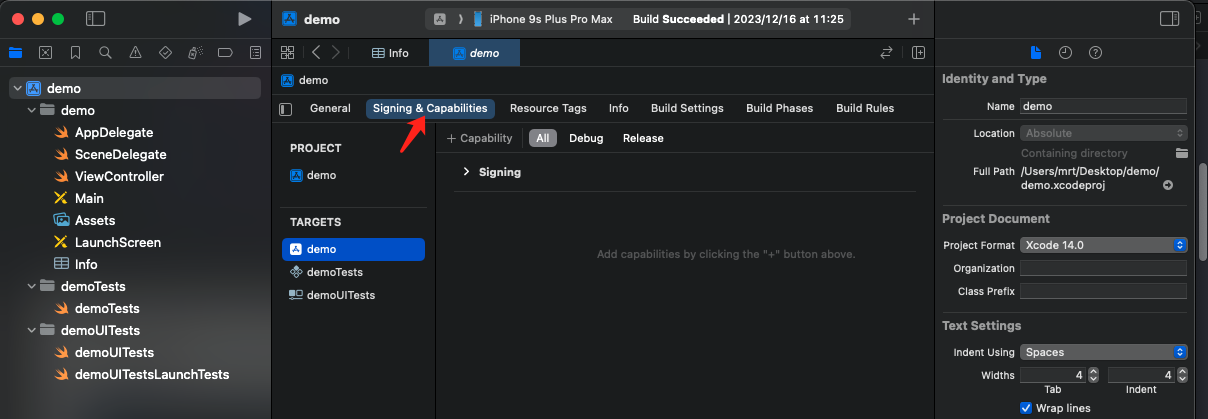 demo
iPhone 9s Plus Pro Max
Build Succeeded | 2023/12/16 at 11:25
Info
demo
demo
General
Signing & Capabilities
Resource Tags
Info
Build Settings
Build Phases
Build Rules
+ Capability
All
Debug
Release
PROJECT
demo
TARGETS
demo
demoTests
demoUITests
Signing
Add capabilities by clicking the "+" button above.
demo
demo
AppDelegate
SceneDelegate
ViewController
Main
Assets
LaunchScreen
Info
demoTests
demoTests
demoUITests
demoUITests
demoUITestsLaunchTests
Identity and Type
Name demo
Location Absolute
Containing directory
Full Path /Users/mrt/Desktop/demo/
demo.xcodeproj
Project Document
Project Format Xcode 14.0
Organization
Class Prefix
Text Settings
Indent Using Spaces
Widths 4 4
Tab Indent
Wrap lines